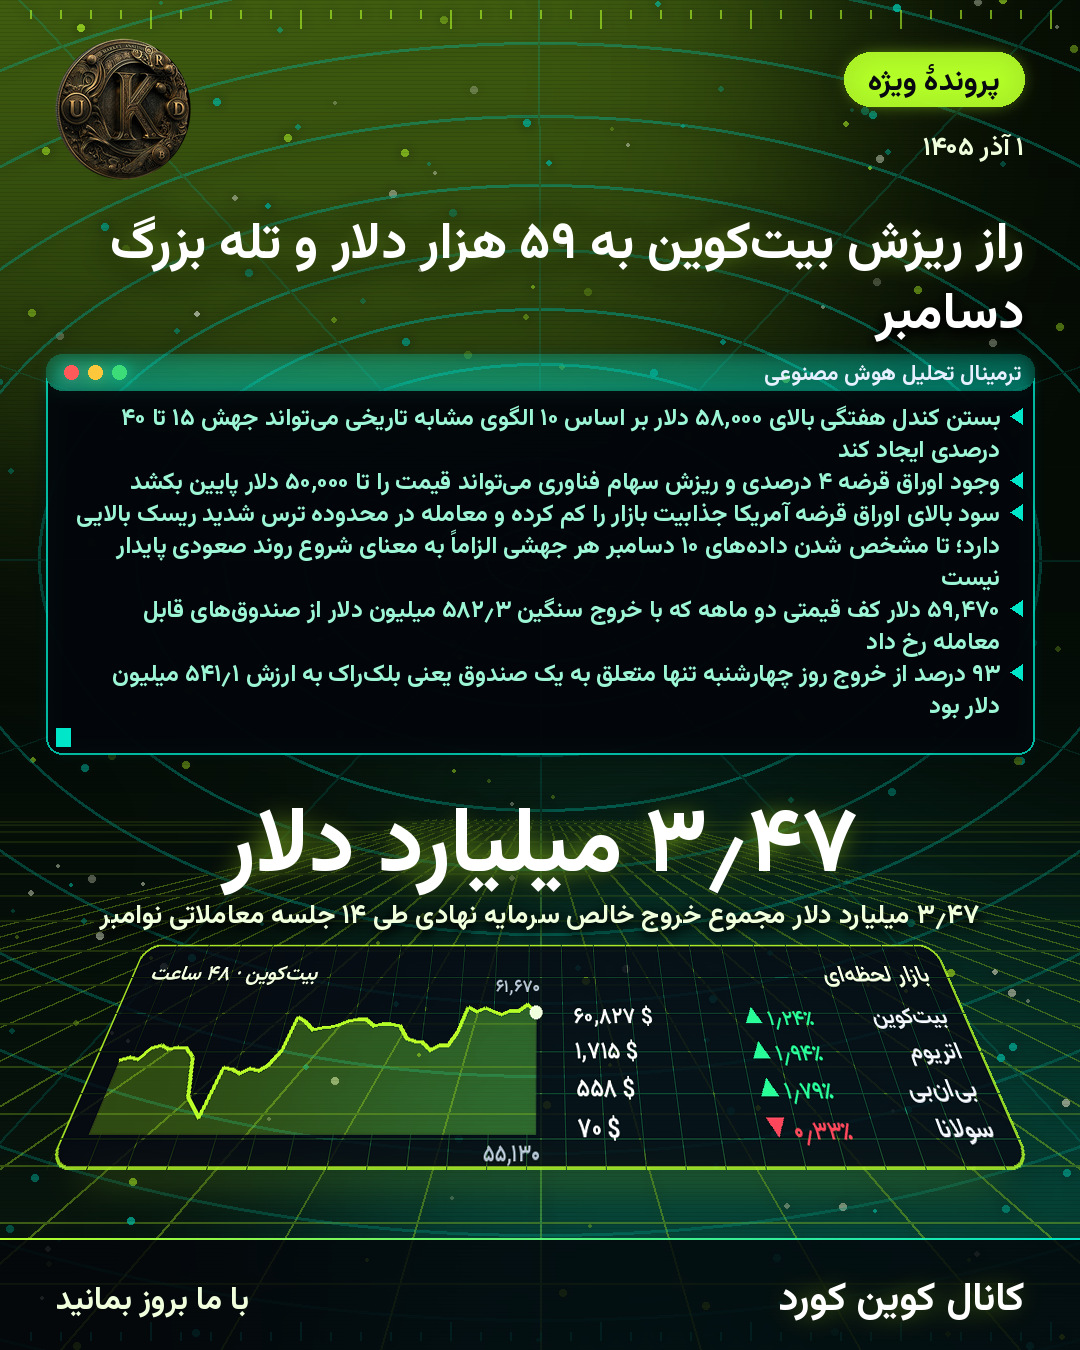 پروندهٔ ویژه
۱ آذر ۱۴۰۵
راز ریزش بیت‌کوین به ۵۹ هزار دلار و تله بزرگ
دسامبر
ترمینال تحلیل هوش مصنوعی
بستن کندل هفتگی بالای ۵۸,۰۰۰ دلار بر اساس ۱۰ الگوی مشابه تاریخی می‌تواند جهش ۱۵ تا ۴۰
درصدی ایجاد کند
وجود اوراق قرضه ۴ درصدی و ریزش سهام فناوری می‌تواند قیمت را تا ۵۰,۰۰۰ دلار پایین بکشد
سود بالای اوراق قرضه آمریکا جذابیت بازار را کم کرده و معامله در محدوده ترس شدید ریسک بالایی
دارد؛ تا مشخص شدن داده‌های ۱۰ دسامبر هر جهشی الزاماً به معنای شروع روند صعودی پایدار
نیست
۵۹,۴۷۰ دلار کف قیمتی دو ماهه که با خروج سنگین ۵۸۲٫۳ میلیون دلار از صندوق‌های قابل
معامله رخ داد
۹۳ درصد از خروج روز چهارشنبه تنها متعلق به یک صندوق یعنی بلک‌راک به ارزش ۵۴۱٫۱ میلیون
دلار بود
۳٫۴۷ میلیارد دلار
۳٫۴۷ میلیارد دلار مجموع خروج خالص سرمایه نهادی طی ۱۴ جلسه معاملاتی نوامبر
بازار لحظه‌ای
بیت‌کوین ۱٫۲۴٪ ▲ $ ۶۰,۸۲۷
اتریوم ۱٫۹۴٪ ▲ $ ۱,۷۱۵
بی‌ان‌بی ۱٫۷۹٪ ▲ $ ۵۵۸
سولانا ۰٫۳۳٪ ▼ $ ۷۰
بیت‌کوین · ۴۸ ساعت
۶۱,۶۷۰
۵۵,۱۳۰
کانال کوین کورد
با ما بروز بمانید
K
U
R
D